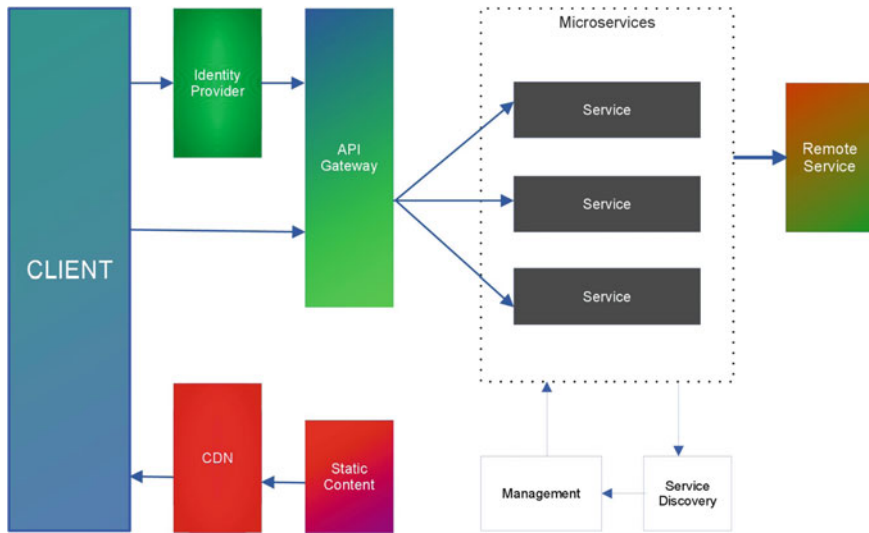 Microservices
Identity
Provider
API
Gateway
Service
Service
Service
Remote
Service
CLIENT
CDN
Static
Content
Management
Service
Discovery